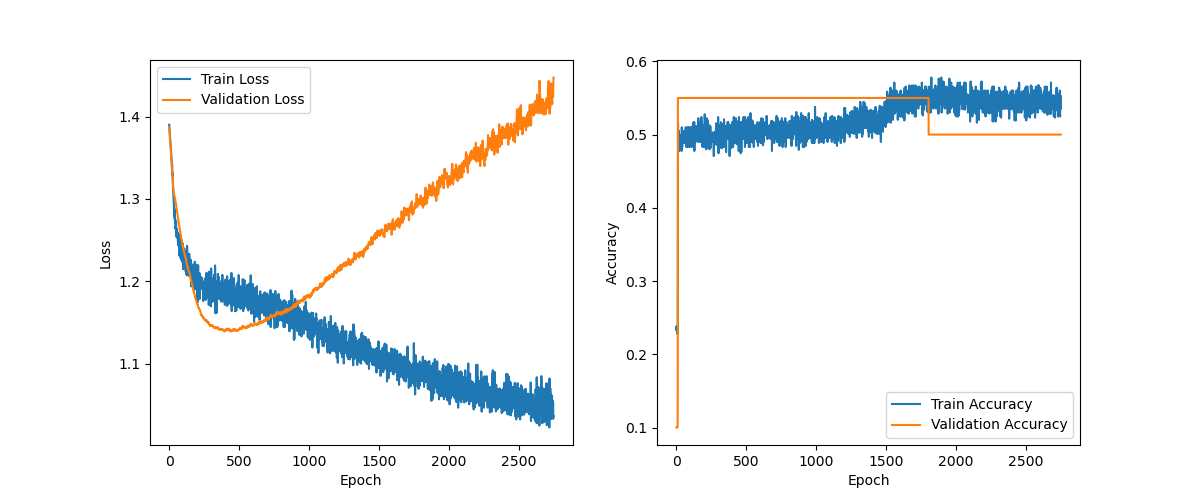 Train Loss
Validation Loss
1.4
1.3
1.2
1.1
Loss
0
500
1000
1500
2000
2500
Epoch
0.6
0.5
0.4
0.3
0.2
0.1
Accuracy
Train Accuracy
Validation Accuracy
0
500
1000
1500
2000
2500
Epoch